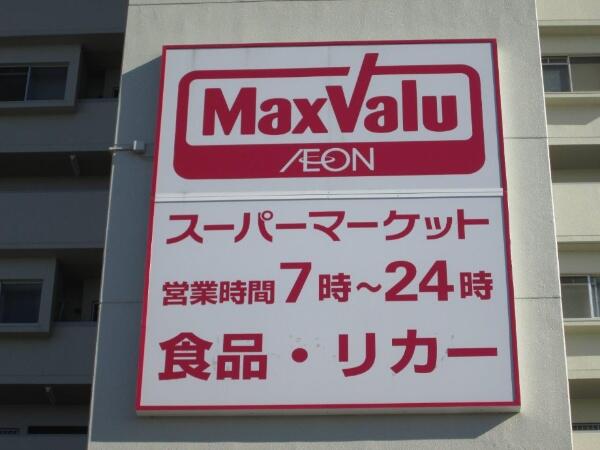 MaxValu
ÆON
スーパーマーケット
営業時間7時～24時
食品・リカー